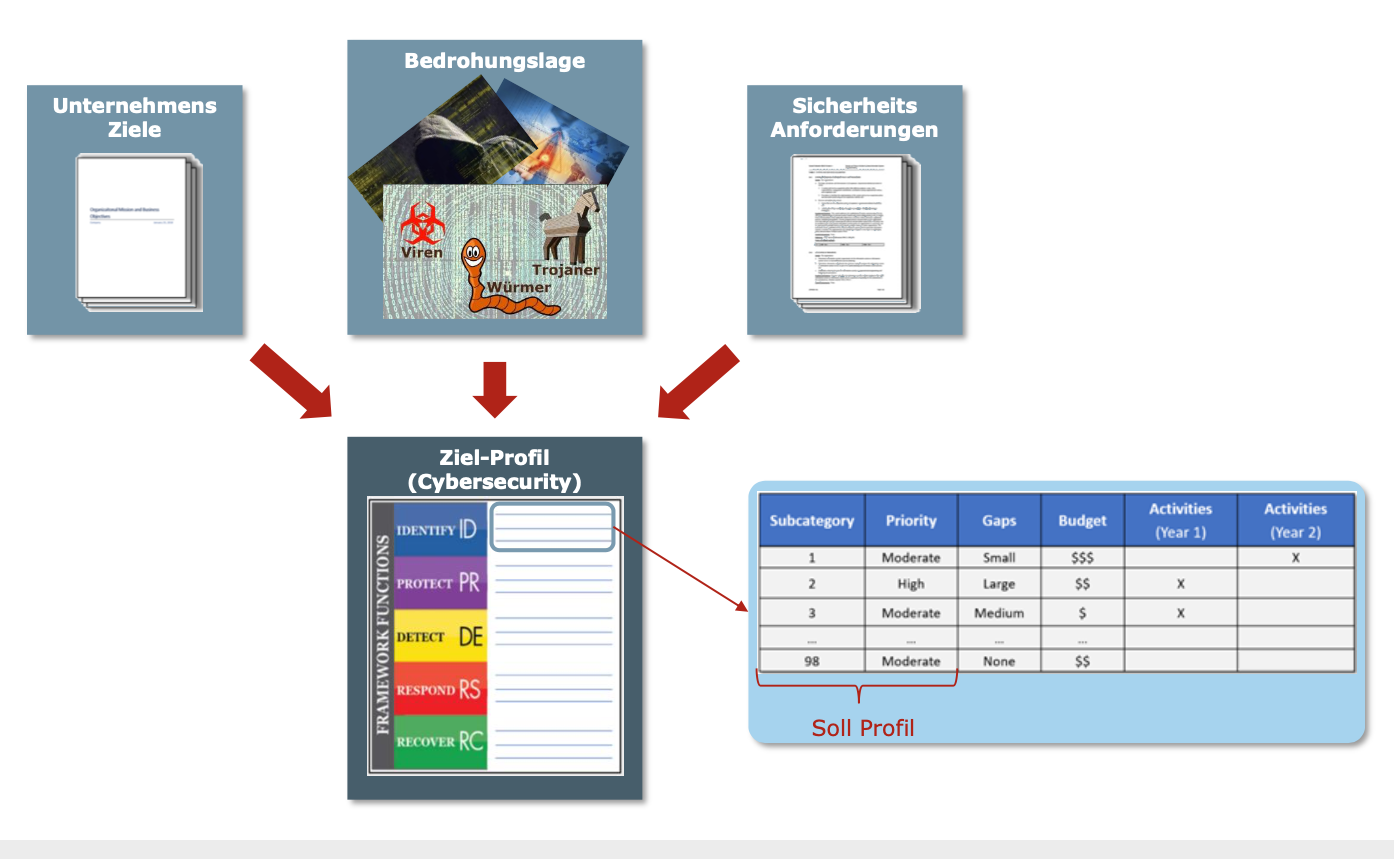 Bedrohungslage
Unternehmens
Ziele
Organizational Mission and Business
Objectives
Viren
Würmer
Trojaner
Sicherheits
Anforderungen
Ziel-Profil
(Cybersecurity)
FRAMEWORK FUNCTIONS
IDENTIFY ID
PROTECT PR
DETECT DE
RESPOND RS
RECOVER RC
Subcategory Priority Gaps Budget Activities (Year 1) Activities (Year 2)
1 Moderate Small $$$ X
2 High Large $$ X
3 Moderate Medium $ X
... ... ... ...
98 Moderate None $$
Soll Profil